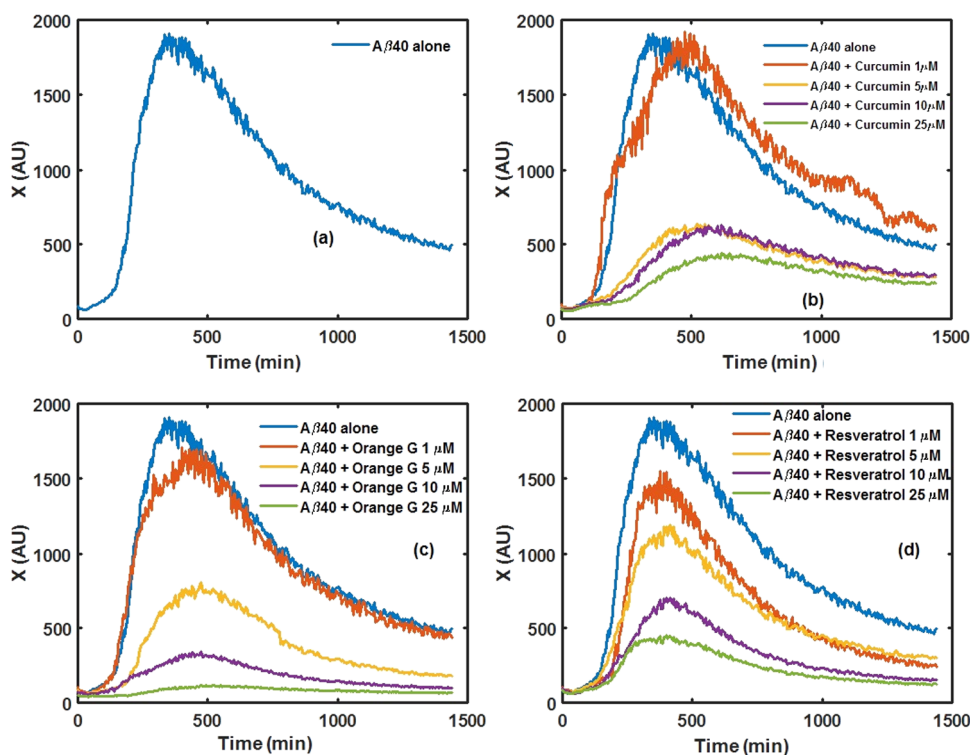 2000
1500
1000
500
0
X (AU)
Aβ40 alone
(a)
0 500 1000 1500
Time (min)
2000
1500
1000
500
0
X (AU)
Aβ40 alone
Aβ40 + Curcumin 1μM
Aβ40 + Curcumin 5μM
Aβ40 + Curcumin 10μM
Aβ40 + Curcumin 25μM
(b)
0 500 1000 1500
Time (min)
2000
1500
1000
500
0
X (AU)
Aβ40 alone
Aβ40 + Orange G 1 μM
Aβ40 + Orange G 5 μM
Aβ40 + Orange G 10 μM
Aβ40 + Orange G 25 μM
(c)
0 500 1000 1500
Time (min)
2000
1500
1000
500
0
X (AU)
Aβ40 alone
Aβ40 + Resveratrol 1 μM
Aβ40 + Resveratrol 5 μM
Aβ40 + Resveratrol 10 μM
Aβ40 + Resveratrol 25 μM
(d)
0 500 1000 1500
Time (min)